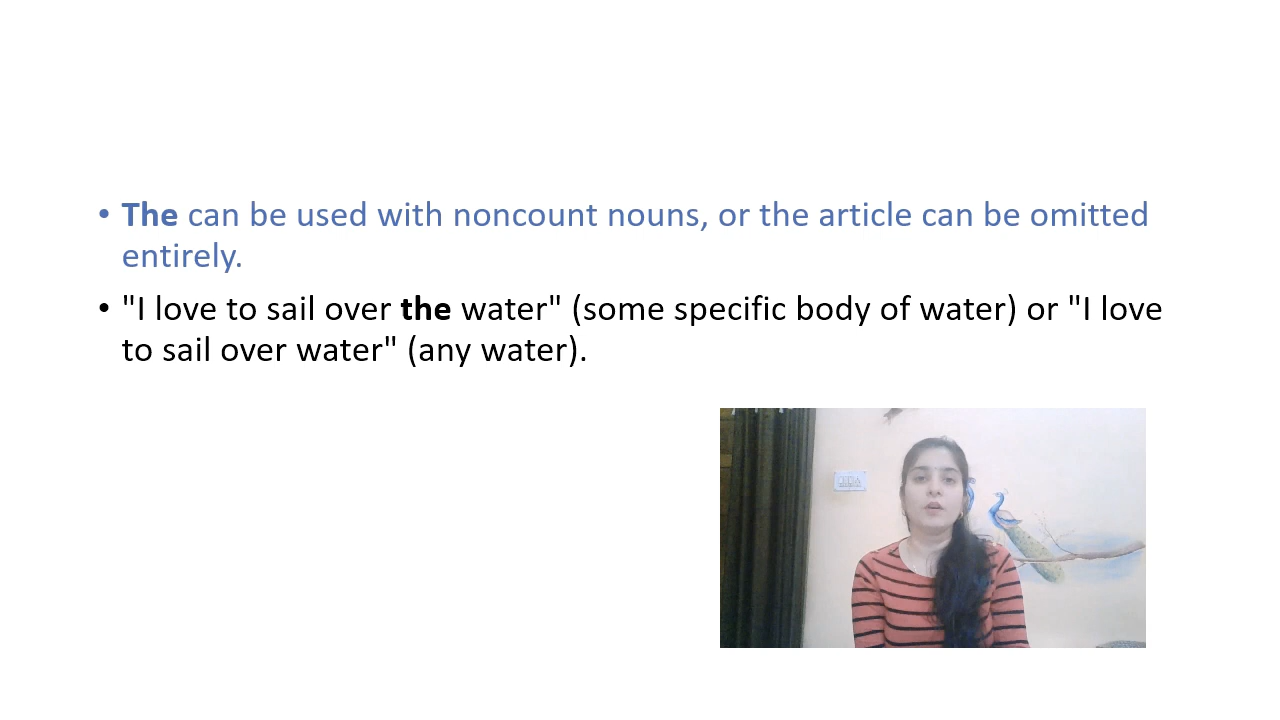 • The can be used with noncount nouns, or the article can be omitted
entirely.
• "I love to sail over the water" (some specific body of water) or "I love
to sail over water" (any water).